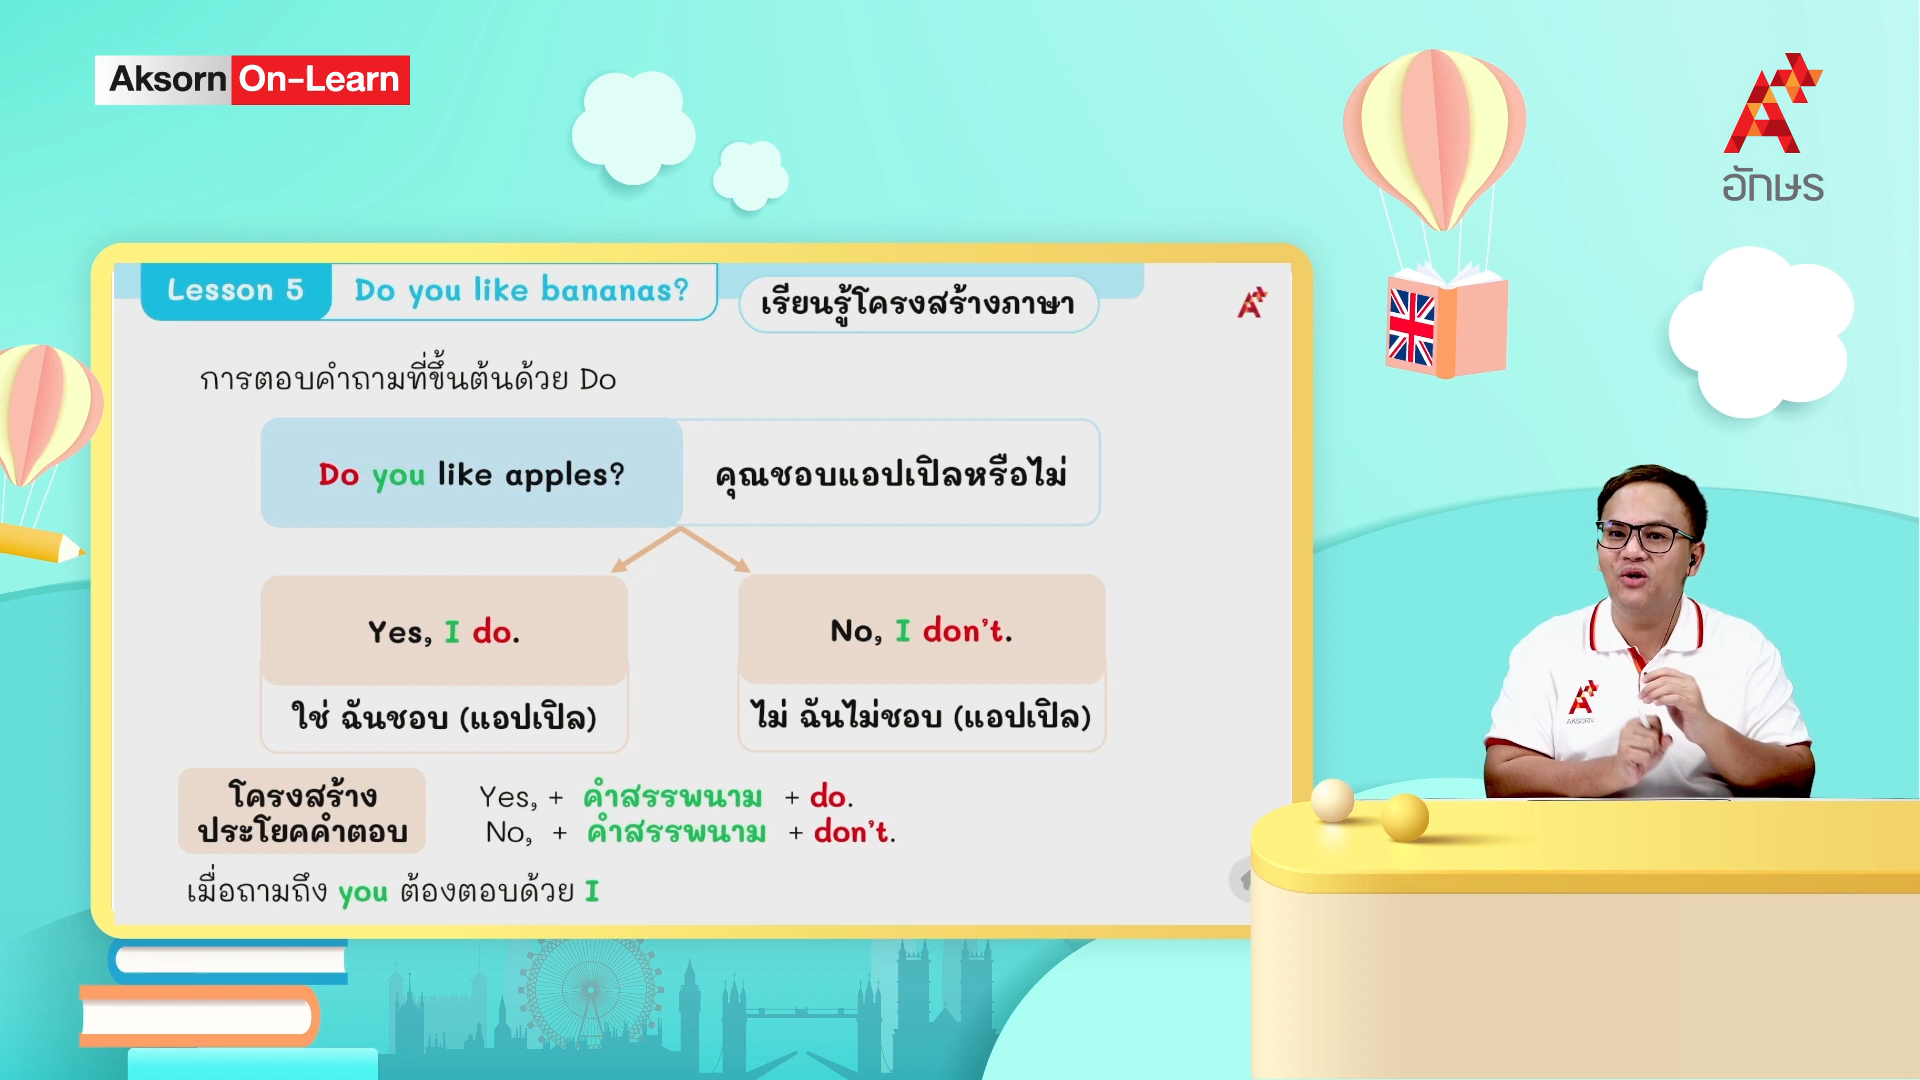 Aksorn On-Learn
อักษร
Lesson 5 Do you like bananas? เรียนรู้โครงสร้างภาษา
การตอบคำถามที่ขึ้นต้นด้วย Do
Do you like apples? คุณชอบแอปเปิลหรือไม่
Yes, I do. No, I don't.
ใช่ ฉันชอบ (แอปเปิล) ไม่ ฉันไม่ชอบ (แอปเปิล)
โครงสร้าง Yes, + คำสรรพนาม + do.
ประโยคคำตอบ No, + คำสรรพนาม + don't.
เมื่อถามถึง you ต้องตอบด้วย I
AKSORN